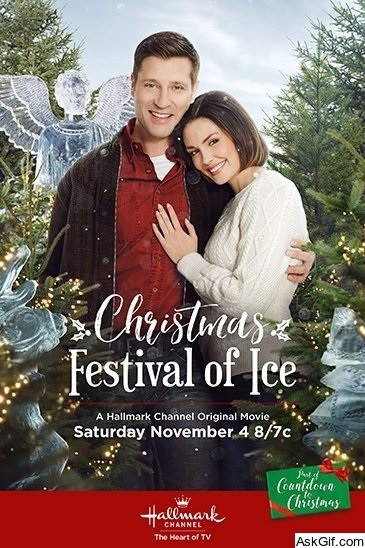 Christmas
Festival of Ice
A Hallmark Channel Original Movie
Saturday November 4 8/7c
Part of
Countdown
to
Christmas
Hallmark
CHANNEL
The Heart of TV
AskGif.com